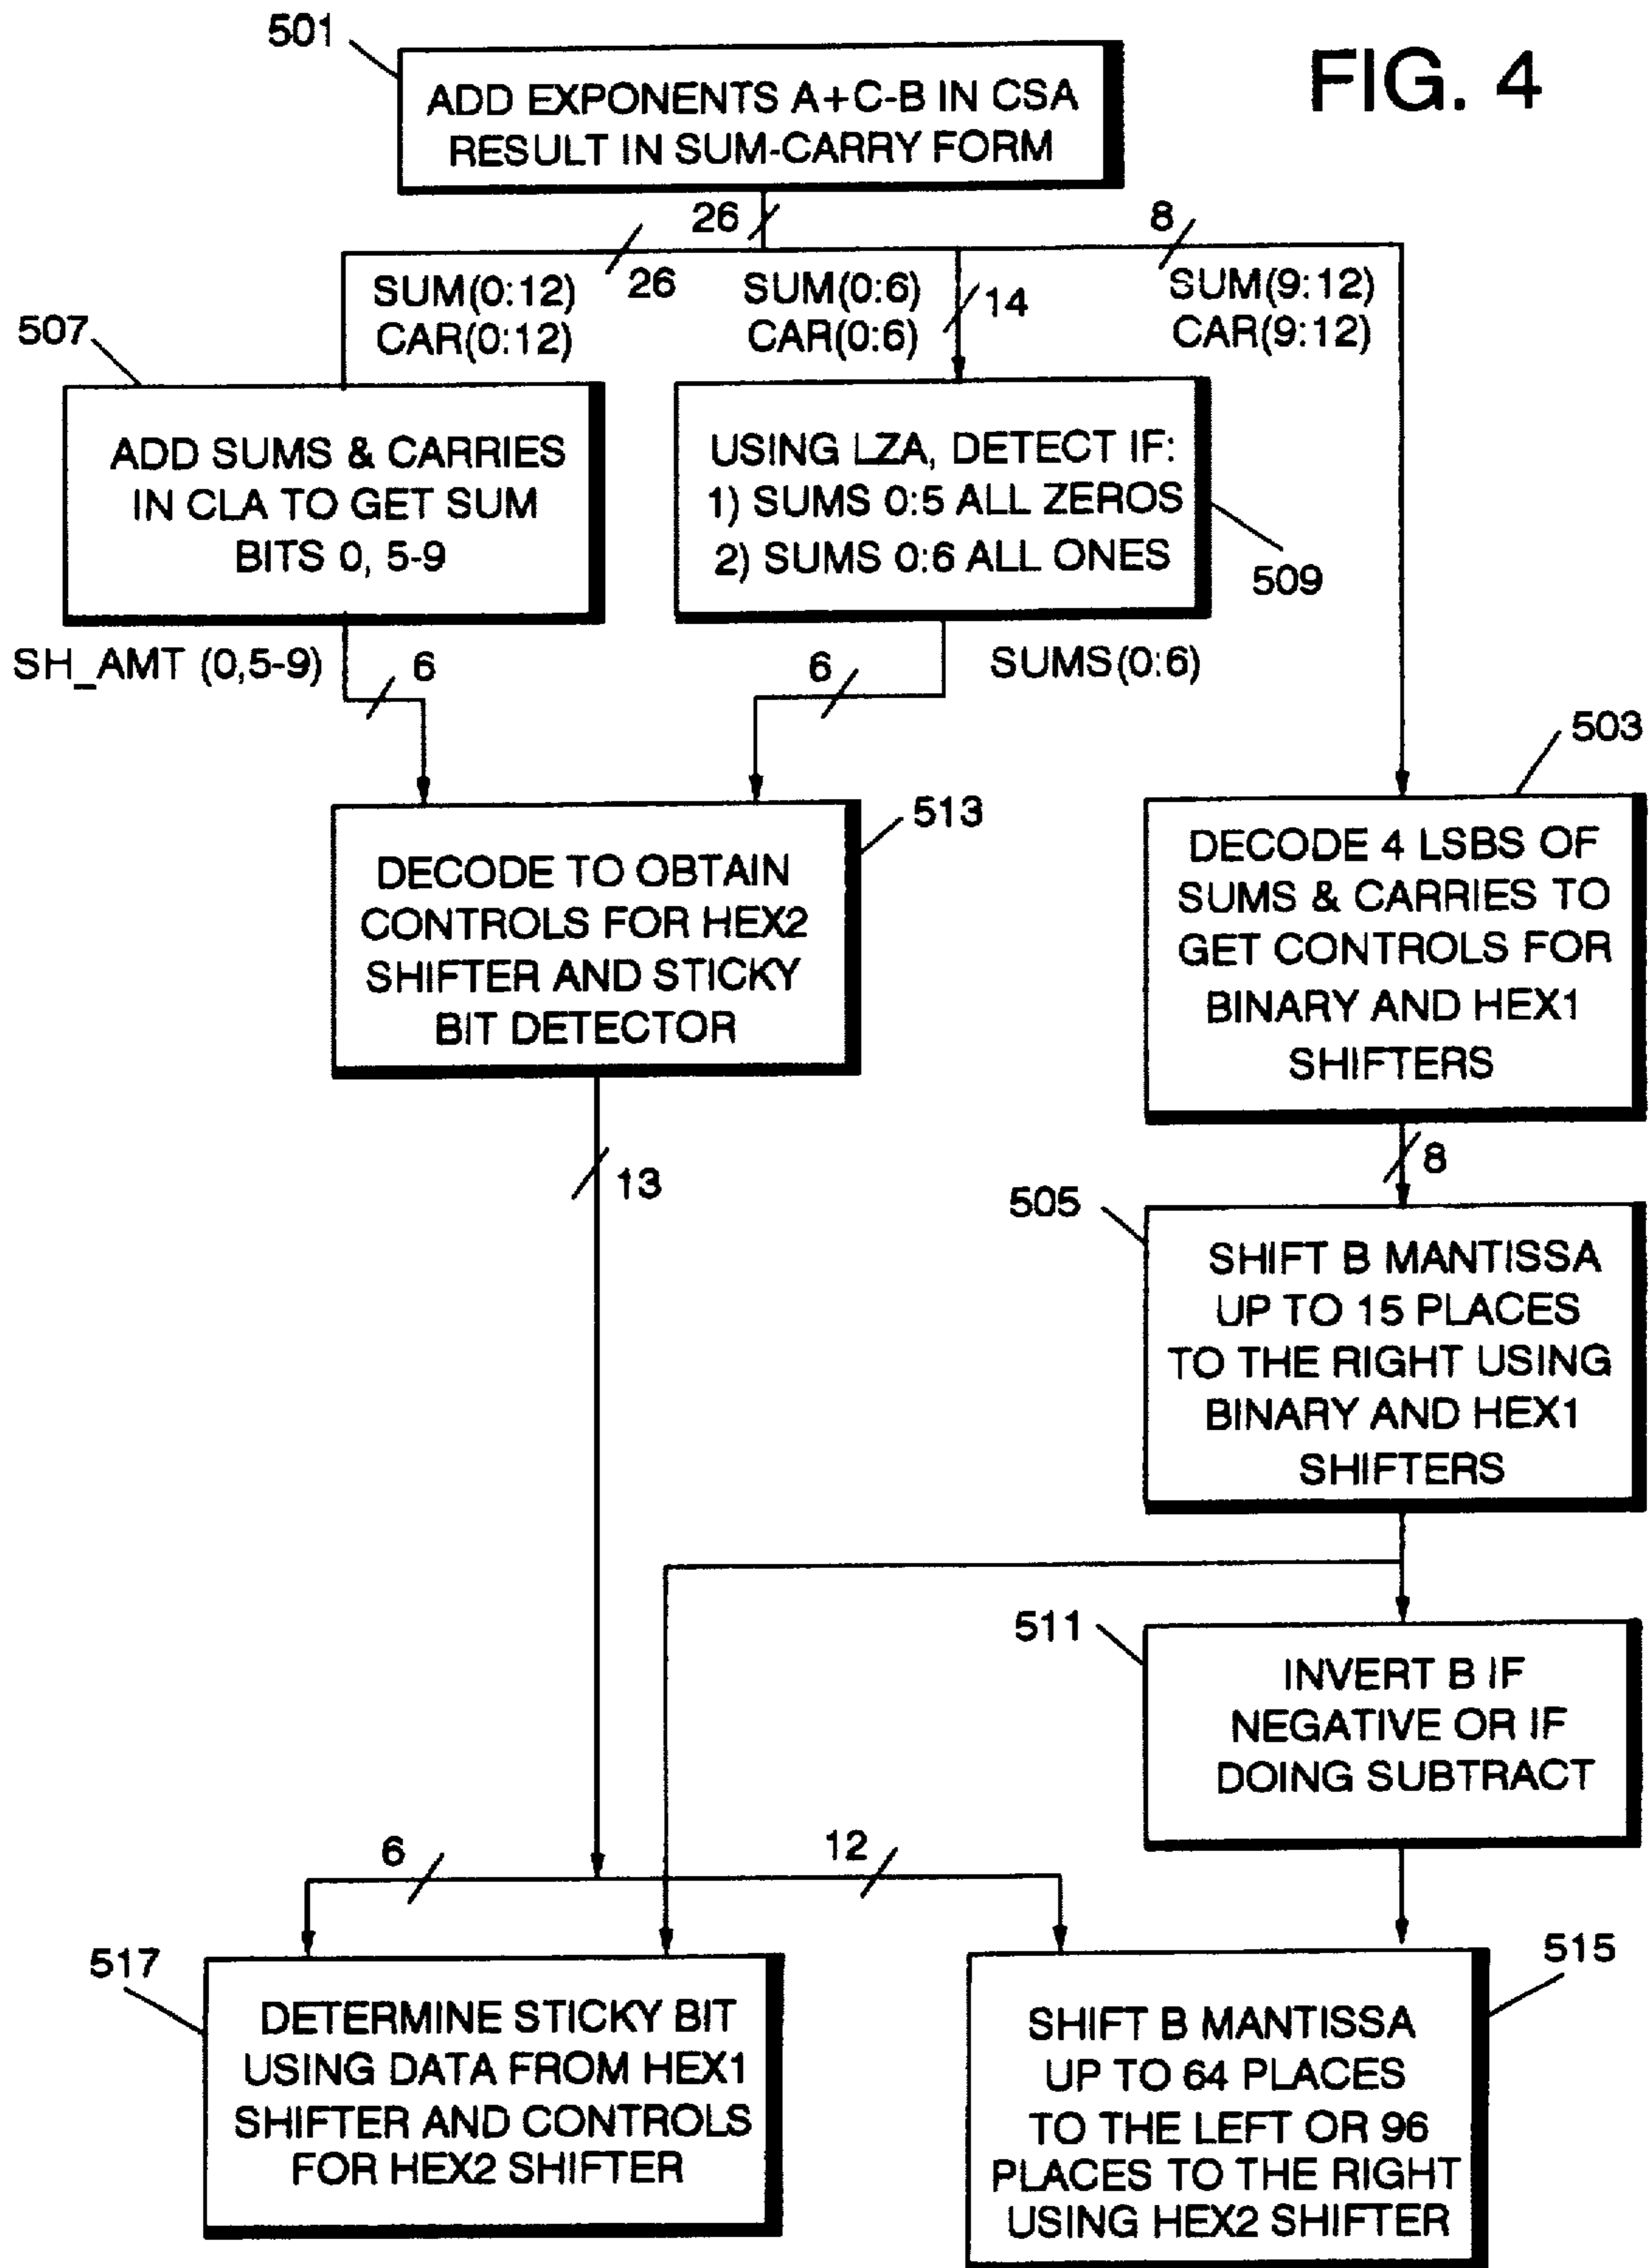 501
FIG. 4
ADD EXPONENTS A+C-B IN CSA
RESULT IN SUM-CARRY FORM
26
8
26
SUM(0:12)
CAR(0:12)
SUM(0:6)
CAR(0:6)
14
SUM(9:12)
CAR(9:12)
507
ADD SUMS & CARRIES
IN CLA TO GET SUM
BITS 0, 5-9
USING LZA, DETECT IF:
1) SUMS 0:5 ALL ZEROS
2) SUMS 0:6 ALL ONES
509
SH_AMT (0,5-9)
6
6
SUMS(0:6)
503
513
DECODE TO OBTAIN
CONTROLS FOR HEX2
SHIFTER AND STICKY
BIT DETECTOR
DECODE 4 LSBS OF
SUMS & CARRIES TO
GET CONTROLS FOR
BINARY AND HEX1
SHIFTERS
13
8
505
SHIFT B MANTISSA
UP TO 15 PLACES
TO THE RIGHT USING
BINARY AND HEX1
SHIFTERS
511
INVERT B IF
NEGATIVE OR IF
DOING SUBTRACT
6
12
517
DETERMINE STICKY BIT
USING DATA FROM HEX1
SHIFTER AND CONTROLS
FOR HEX2 SHIFTER
515
SHIFT B MANTISSA
UP TO 64 PLACES
TO THE LEFT OR 96
PLACES TO THE RIGHT
USING HEX2 SHIFTER